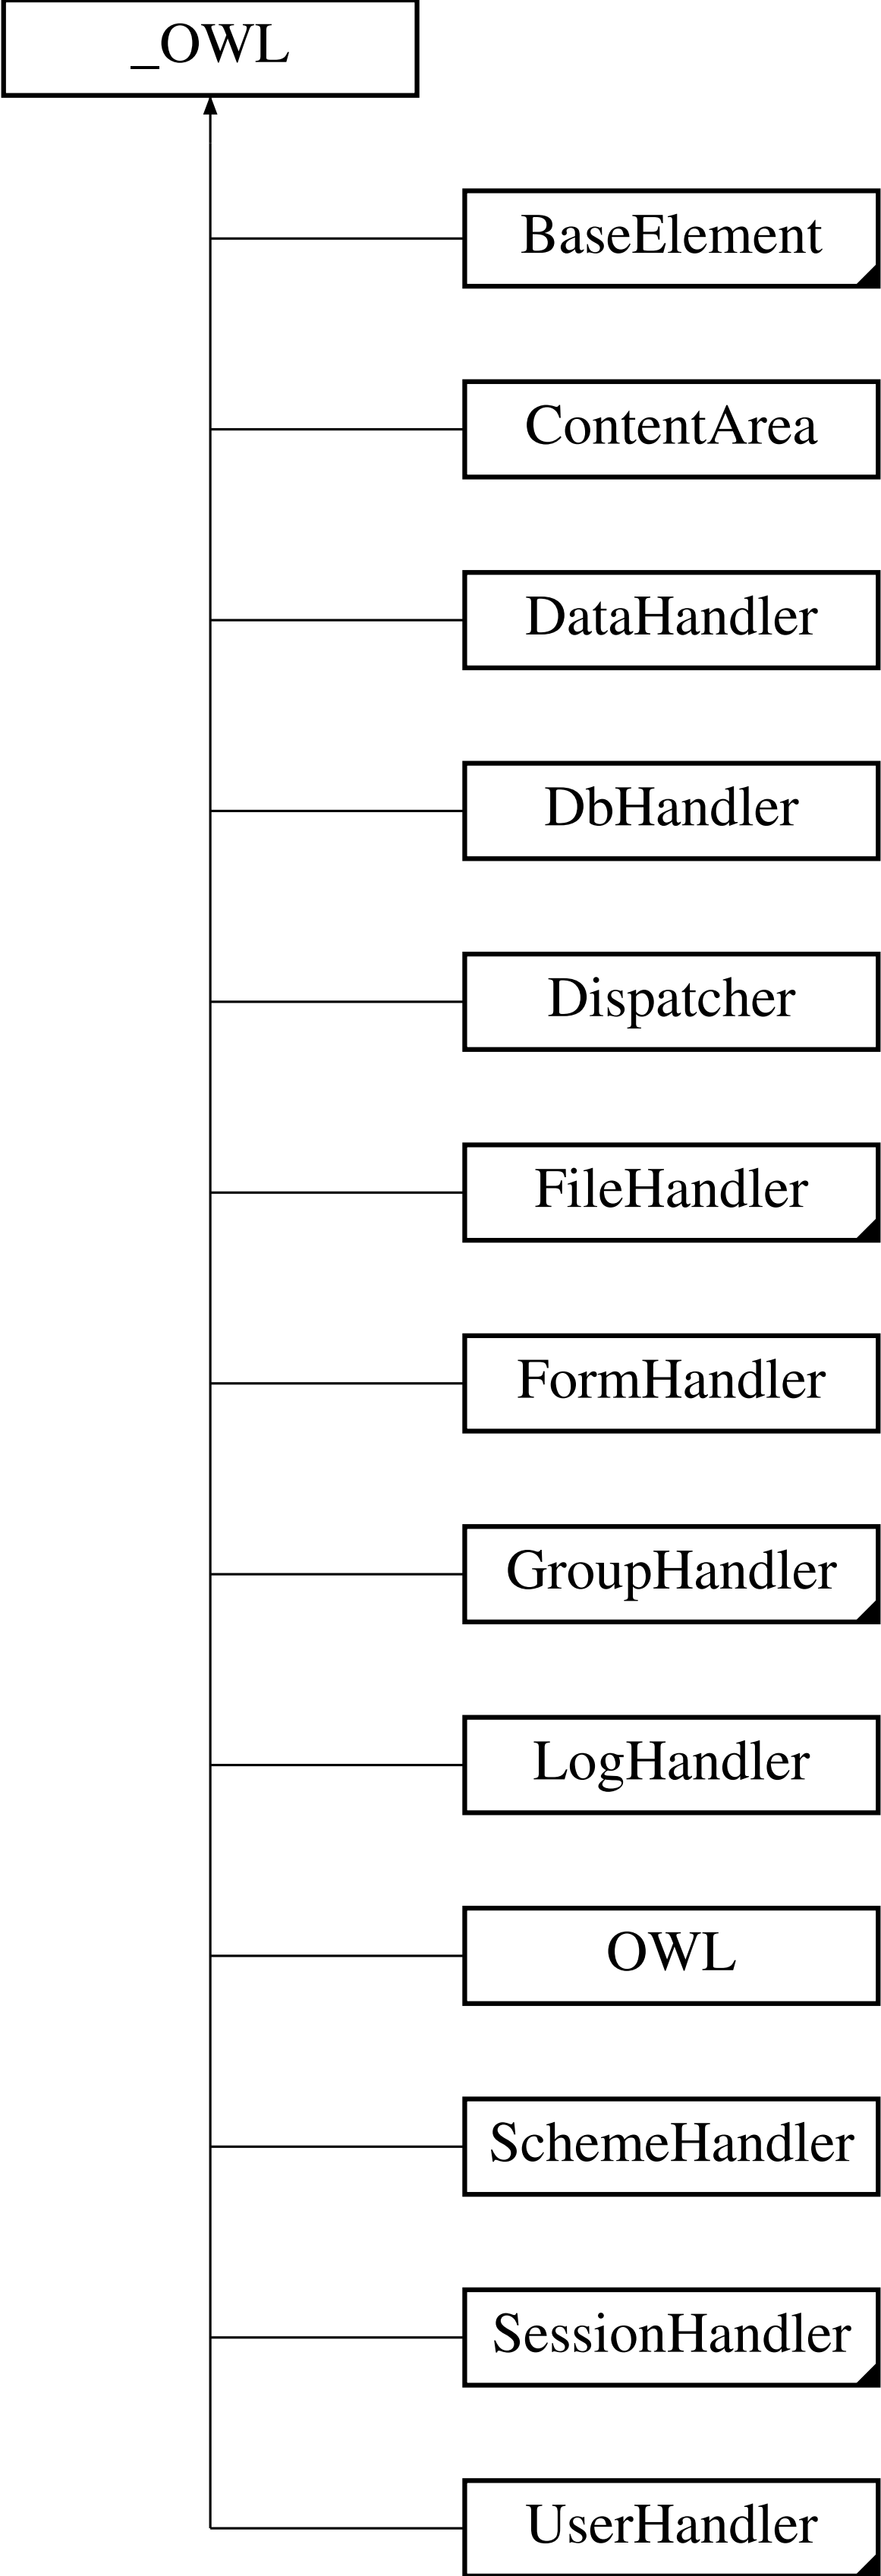 _OWL
BaseElement
ContentArea
DataHandler
DbHandler
Dispatcher
FileHandler
FormHandler
GroupHandler
LogHandler
OWL
SchemeHandler
SessionHandler
UserHandler